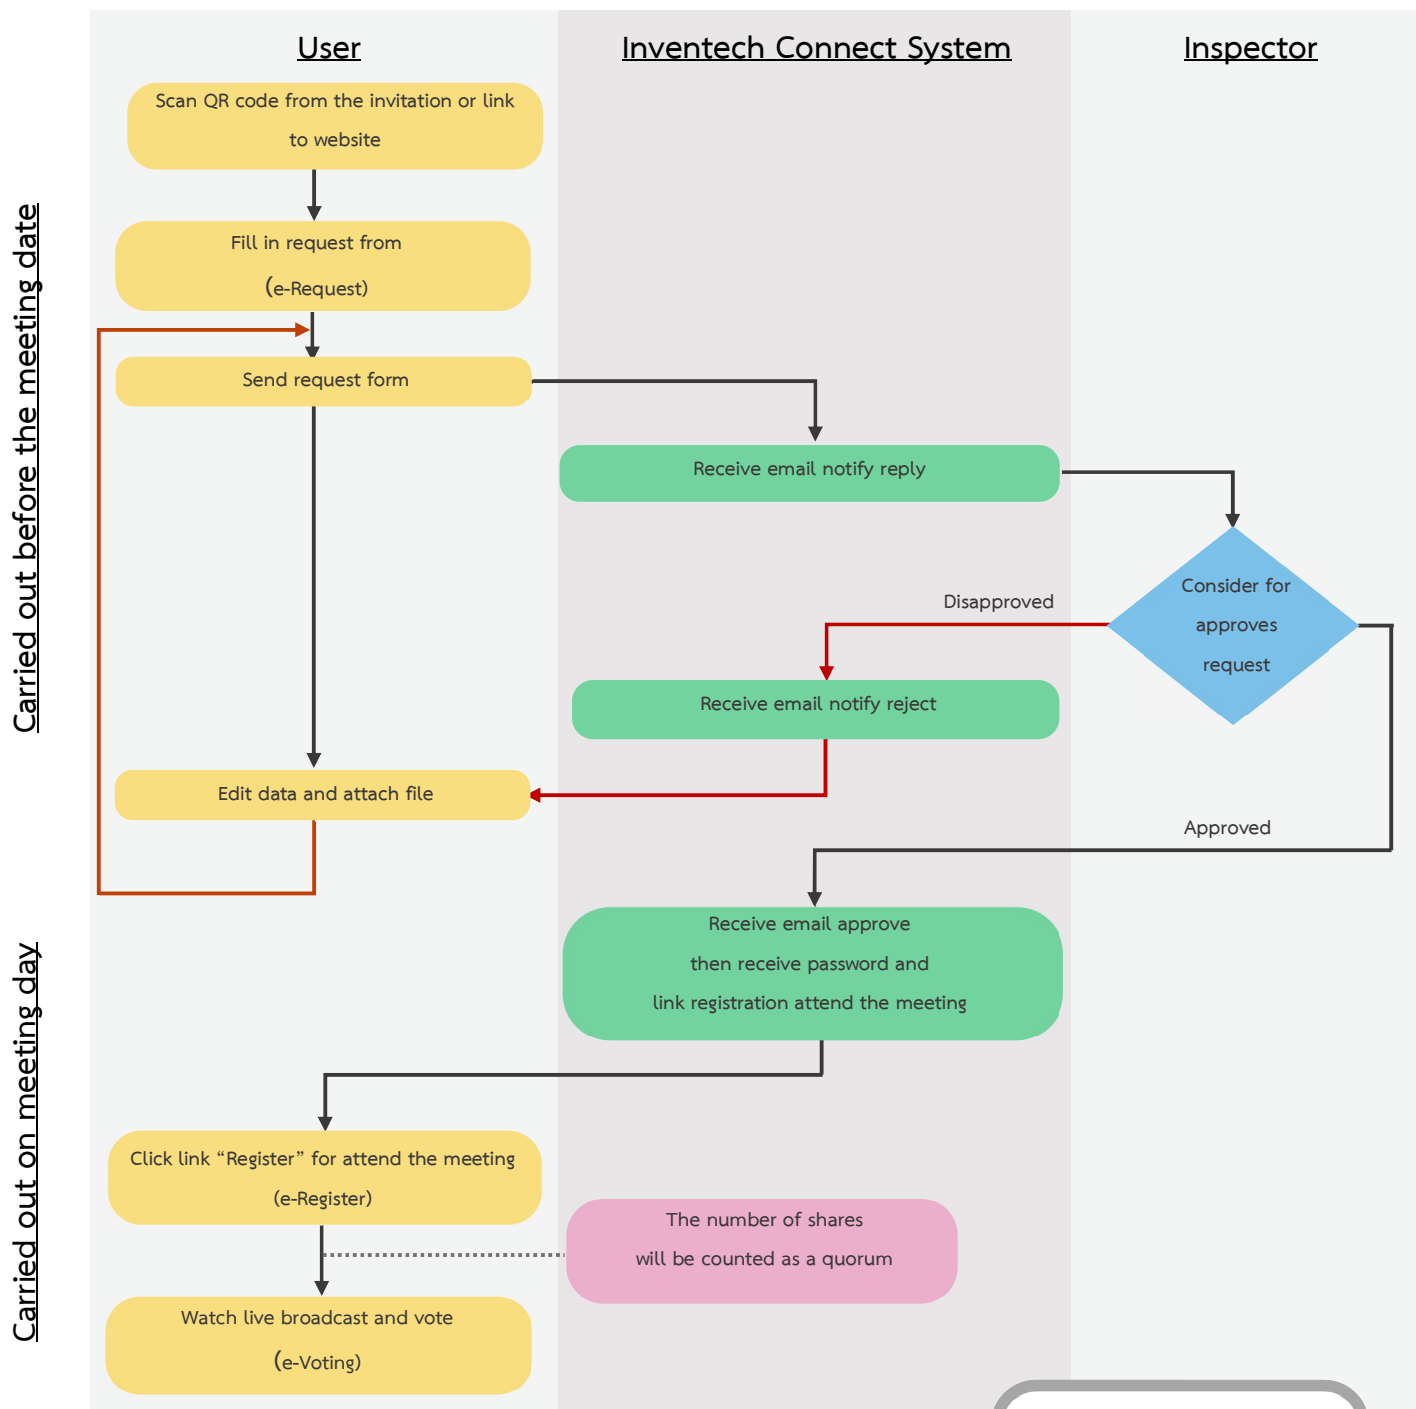 User
Inventech Connect System
Inspector
Carried out before the meeting date
Scan QR code from the invitation or link
to website
Fill in request from
(e-Request)
Send request form
Receive email notify reply
Consider for
approves
request
Disapproved
Receive email notify reject
Edit data and attach file
Approved
Carried out on meeting day
Receive email approve
then receive password and
link registration attend the meeting
Click link “Register” for attend the meeting
(e-Register)
The number of shares
will be counted as a quorum
Watch live broadcast and vote
(e-Voting)